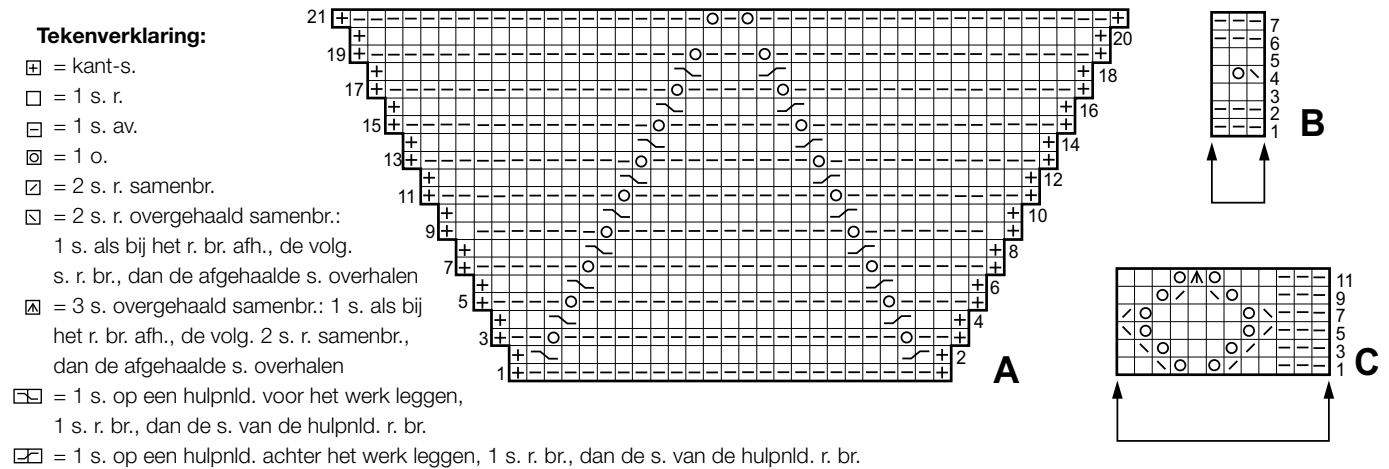 Tekenverklaring:
+ = kant-s.
□ = 1 s. r.
– = 1 s. av.
o = 1 o.
/ = 2 s. r. samenbr.
\ = 2 s. r. overgehaald samenbr.:
1 s. als bij het r. br. afh., de volg.
s. r. br., dan de afgehaalde s. overhalen
= 3 s. overgehaald samenbr.: 1 s. als bij
het r. br. afh., de volg. 2 s. r. samenbr.,
dan de afgehaalde s. overhalen
= 1 s. op een hulpnld. voor het werk leggen,
1 s. r. br., dan de s. van de hulpnld. r. br.
= 1 s. op een hulpnld. achter het werk leggen, 1 s. r. br., dan de s. van de hulpnld. r. br.
21
20
19
18
17
16
15
14
13
12
11
10
9
8
7
6
5
4
3
2
1
A
7
6
5
4
3
2
1
B
11
9
7
5
3
1
C